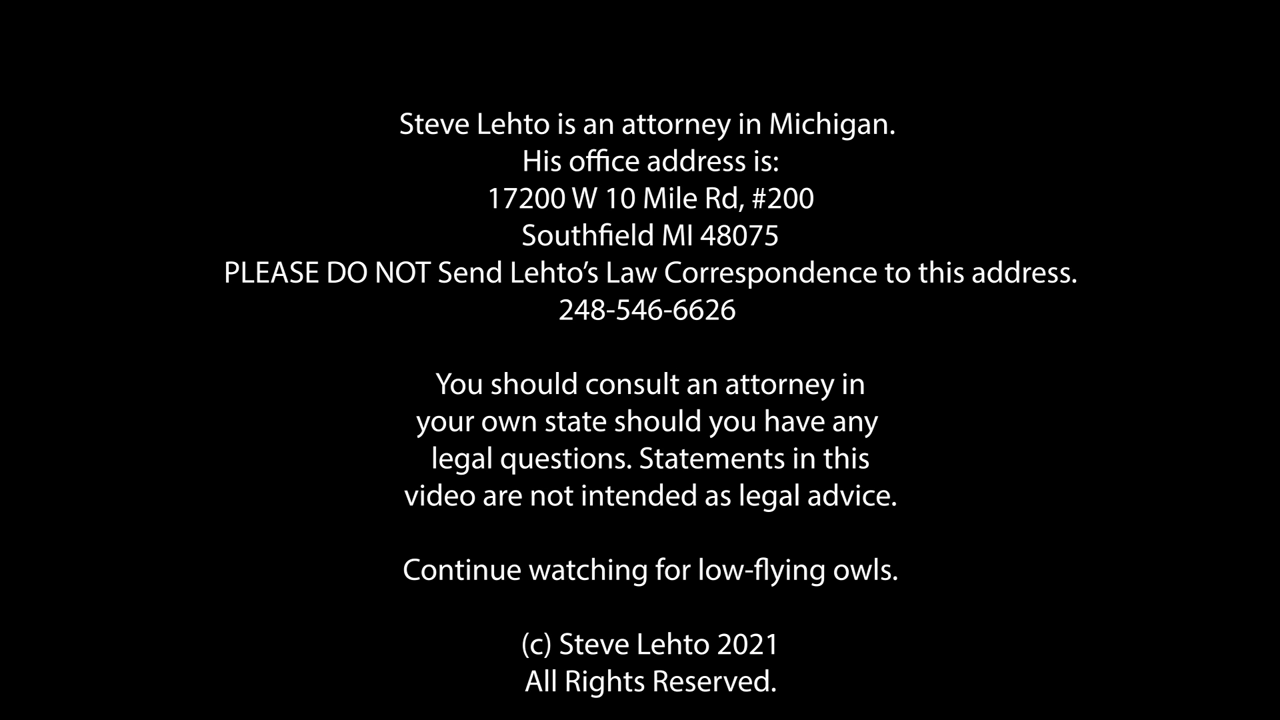 Steve Lehto is an attorney in Michigan.
His office address is:
17200 W 10 Mile Rd, #200
Southfield MI 48075
PLEASE DO NOT Send Lehto’s Law Correspondence to this address.
248-546-6626
You should consult an attorney in
your own state should you have any
legal questions. Statements in this
video are not intended as legal advice.
Continue watching for low-flying owls.
(c) Steve Lehto 2021
All Rights Reserved.